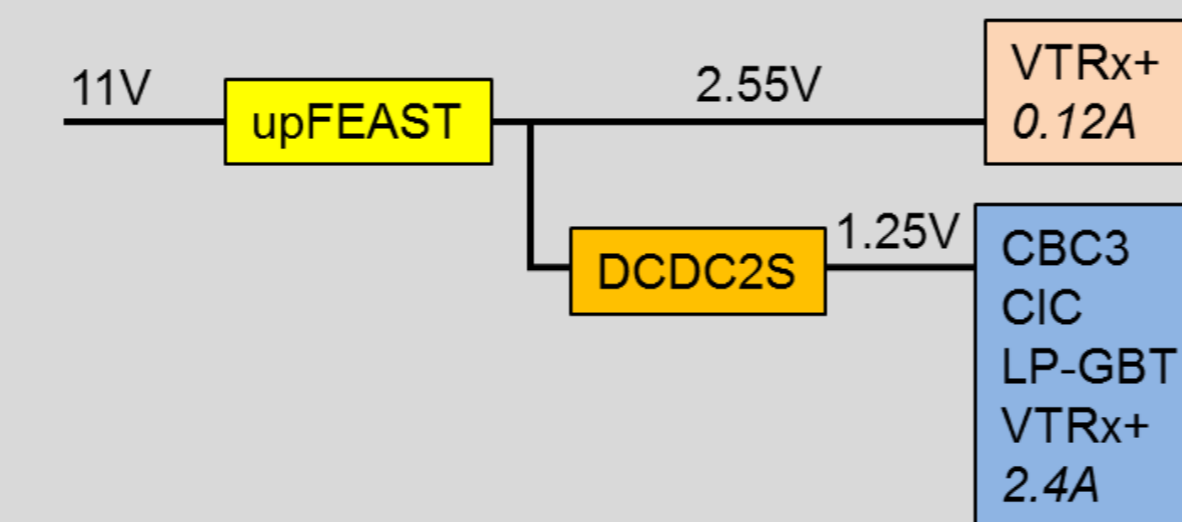 11V
upFEAST
2.55V
VTRx+
0.12A
DCDC2S
1.25V
CBC3
CIC
LP-GBT
VTRx+
2.4A